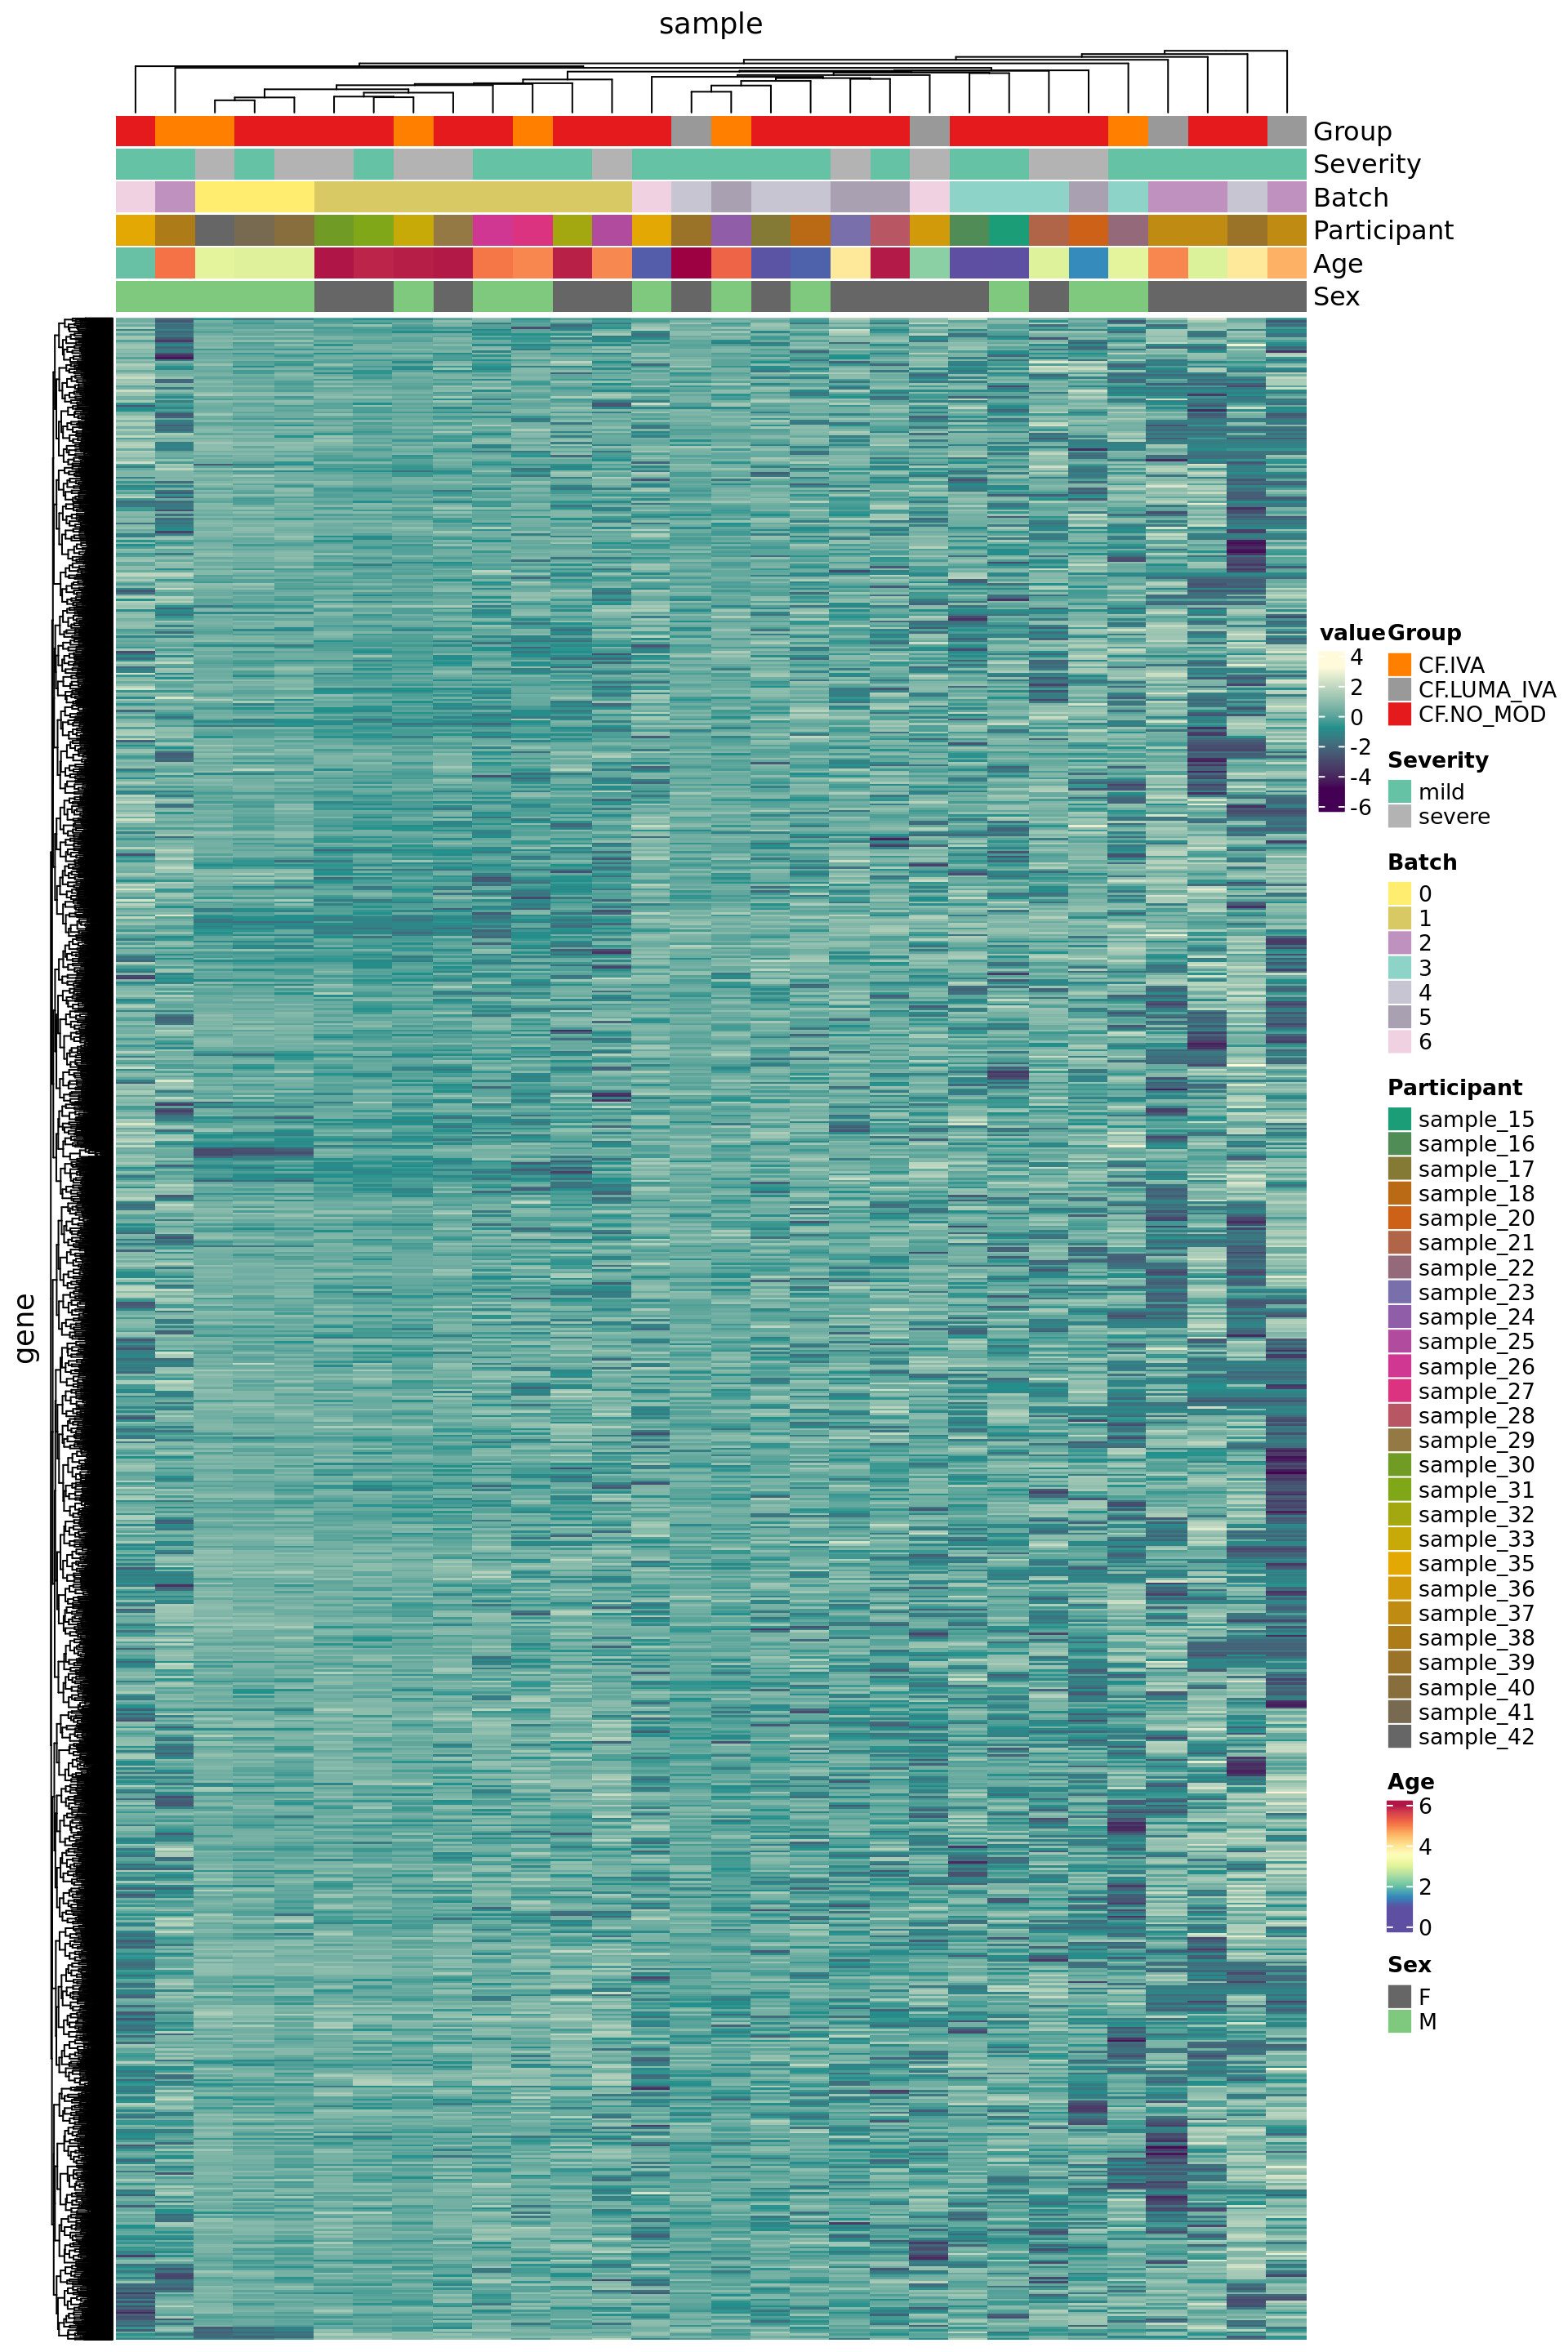 sample
Group
Severity
Batch
Participant
Age
Sex
gene
value
4
2
0
-2
-4
-6
Group
CF.IVA
CF.LUMA_IVA
CF.NO_MOD
Severity
mild
severe
Batch
0
1
2
3
4
5
6
Participant
sample_15
sample_16
sample_17
sample_18
sample_20
sample_21
sample_22
sample_23
sample_24
sample_25
sample_26
sample_27
sample_28
sample_29
sample_30
sample_31
sample_32
sample_33
sample_35
sample_36
sample_37
sample_38
sample_39
sample_40
sample_41
sample_42
Age
6
4
2
0
Sex
F
M